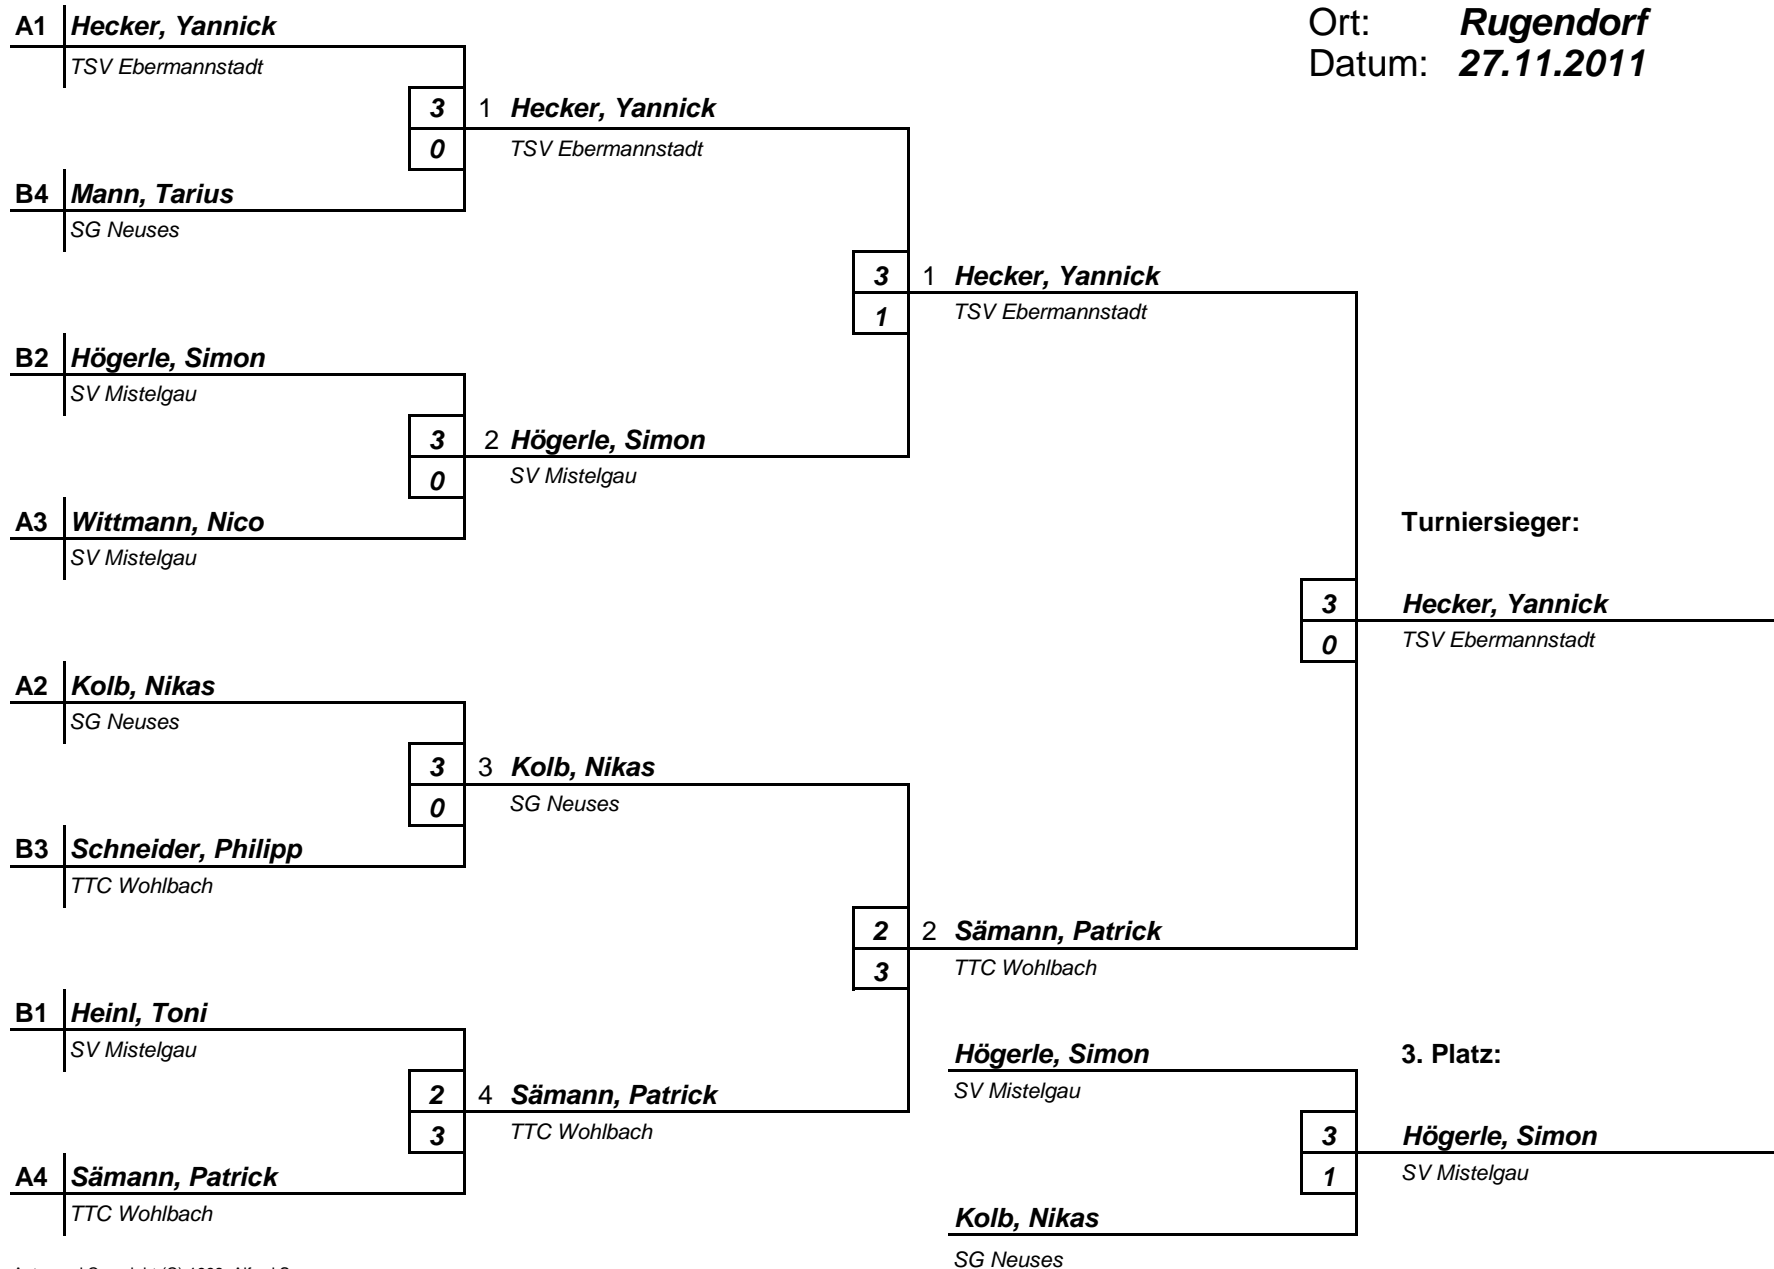 A1 Hecker, Yannick
TSV Ebermannstadt
Ort: Rugendorf
Datum: 27.11.2011
3 1 Hecker, Yannick
0 TSV Ebermannstadt
B4 Mann, Tarius
SG Neuses
3 1 Hecker, Yannick
1 TSV Ebermannstadt
B2 Högerle, Simon
SV Mistelgau
3 2 Högerle, Simon
0 SV Mistelgau
A3 Wittmann, Nico
SV Mistelgau
Turniersieger:
3 Hecker, Yannick
0 TSV Ebermannstadt
A2 Kolb, Nikas
SG Neuses
3 3 Kolb, Nikas
0 SG Neuses
B3 Schneider, Philipp
TTC Wohlbach
2 2 Sämann, Patrick
3 TTC Wohlbach
B1 Heinl, Toni
SV Mistelgau
Högerle, Simon
SV Mistelgau
3. Platz:
2 4 Sämann, Patrick
3 TTC Wohlbach
3 Högerle, Simon
1 SV Mistelgau
A4 Sämann, Patrick
TTC Wohlbach
Kolb, Nikas
SG Neuses